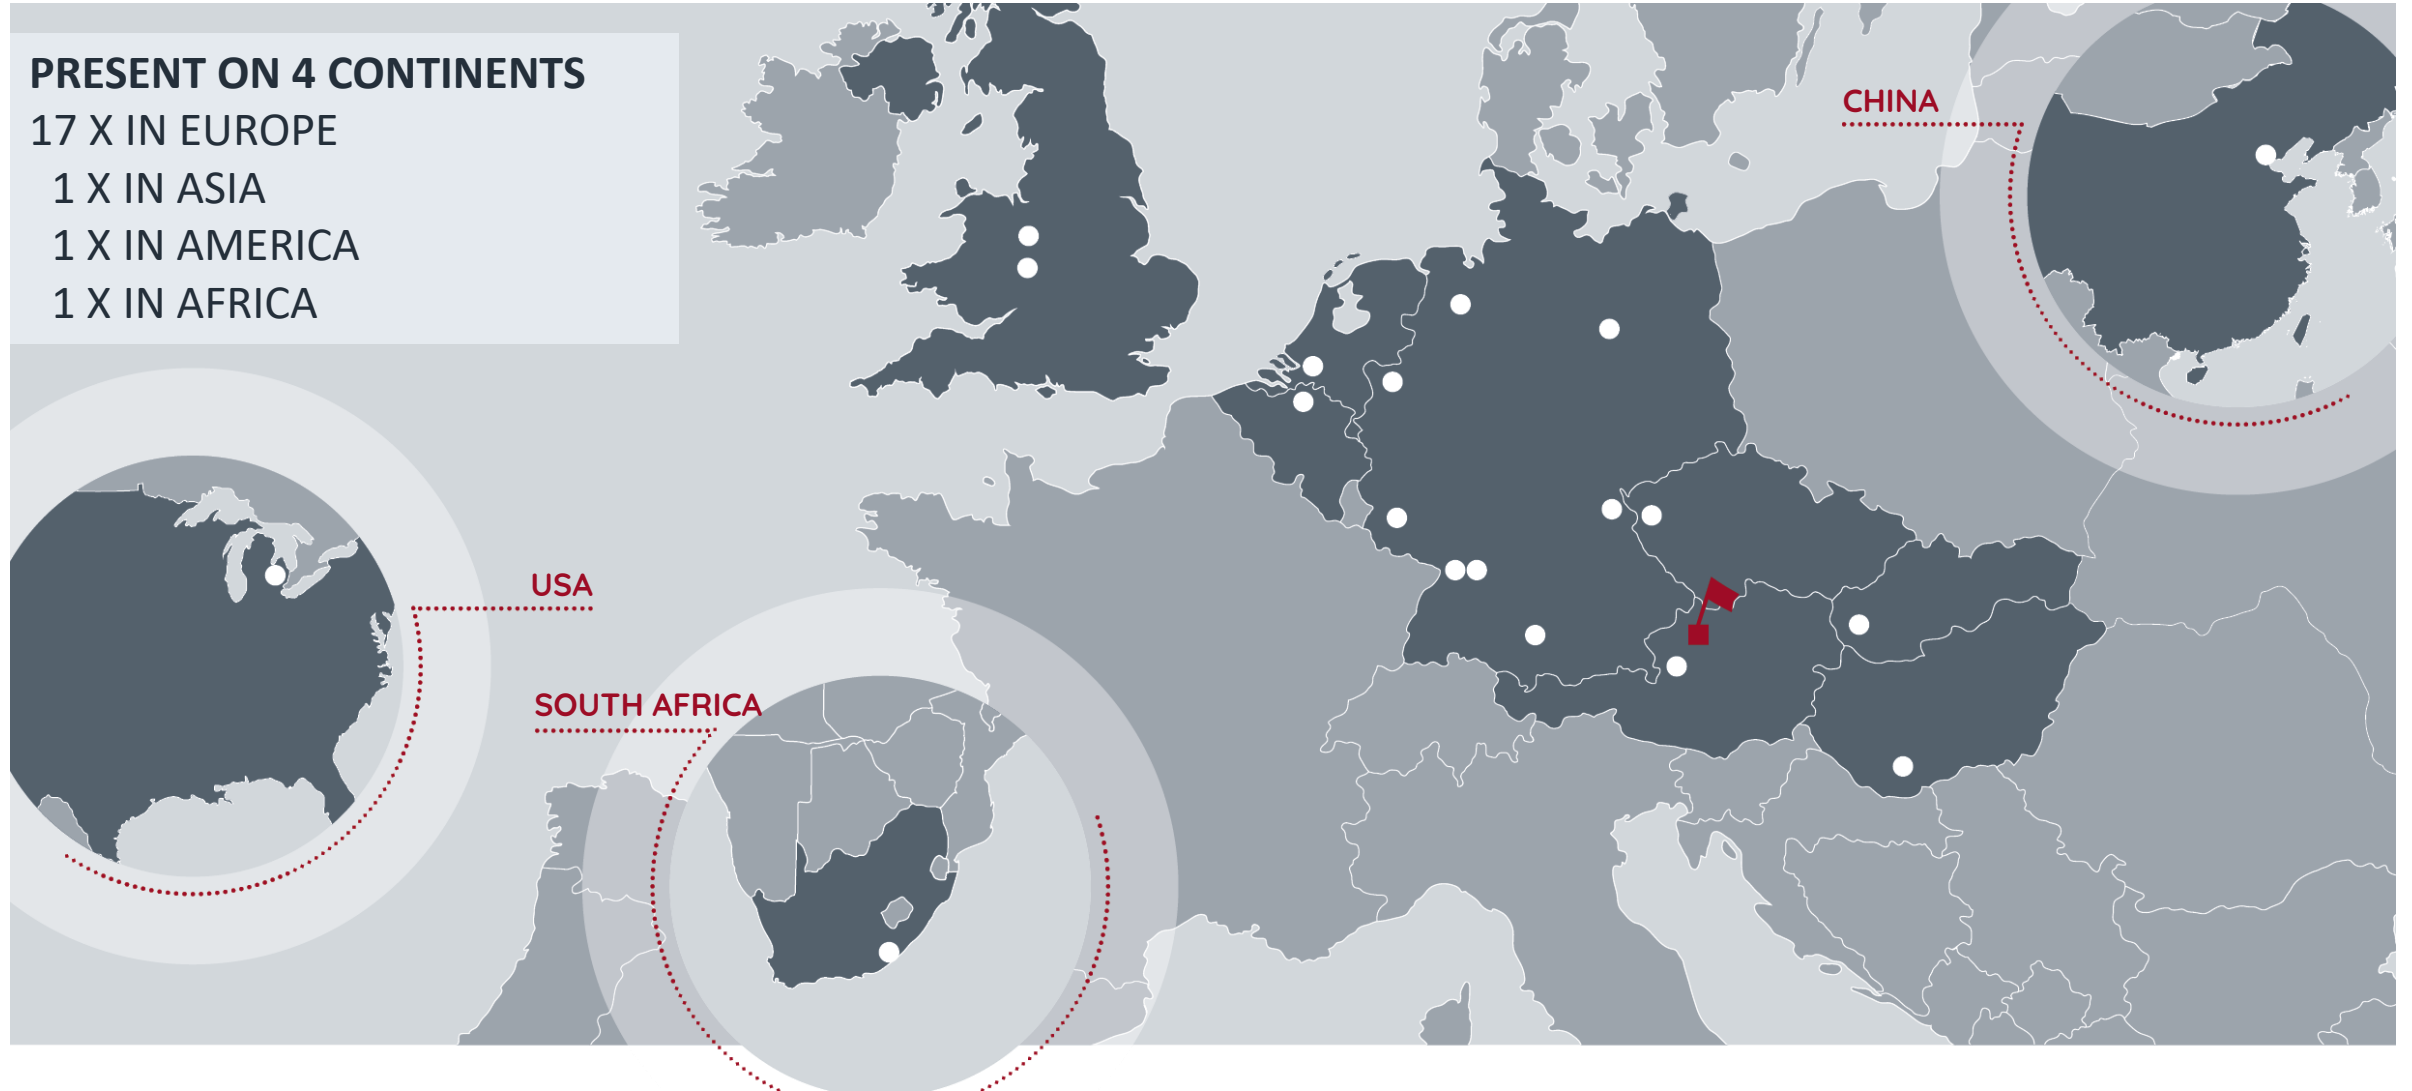 PRESENT ON 4 CONTINENTS
17 X IN EUROPE
1 X IN ASIA
1 X IN AMERICA
1 X IN AFRICA
CHINA
USA
SOUTH AFRICA